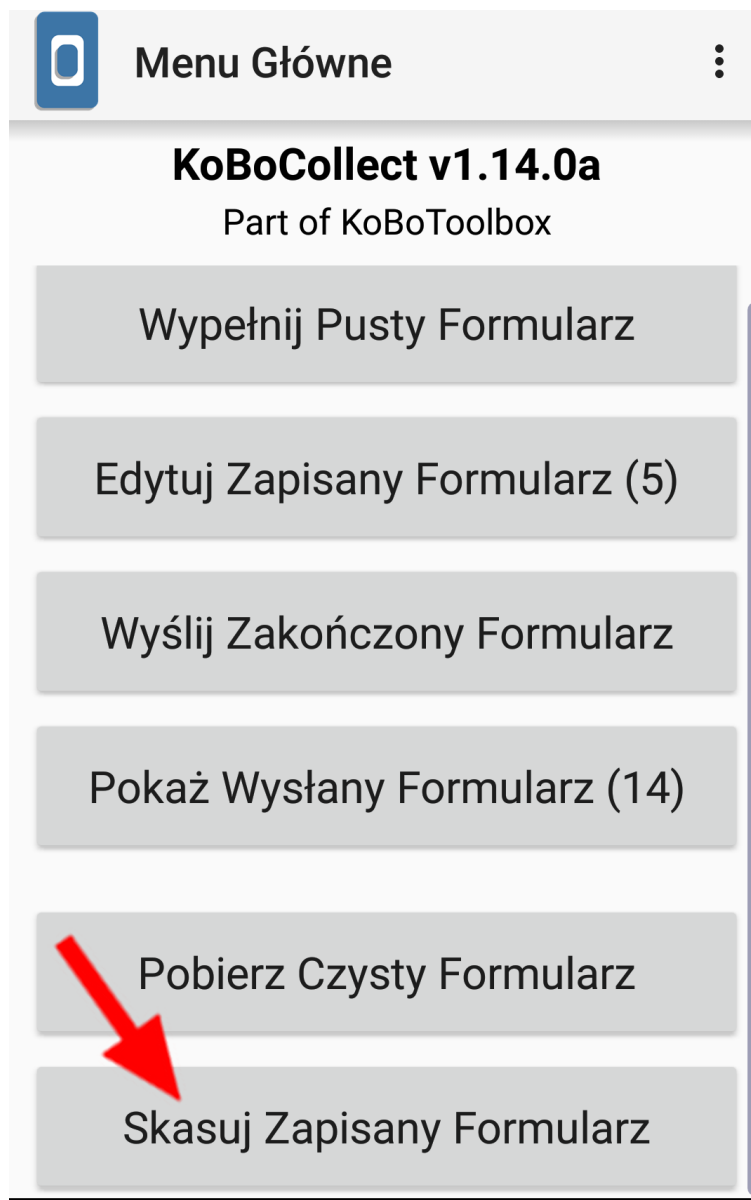 Menu Główne
KoBoCollect v1.14.0a
Part of KoBoToolbox
Wypełnij Pusty Formularz
Edytuj Zapisany Formularz (5)
Wyślij Zakończony Formularz
Pokaż Wysłany Formularz (14)
Pobierz Czysty Formularz
Skasuj Zapisany Formularz